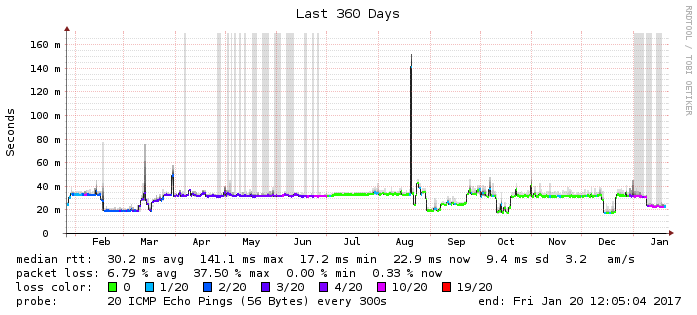 Last 360 Days
RRDTOOL / TOBI OETIKER
Seconds
160 m
140 m
120 m
100 m
80 m
60 m
40 m
20 m
0
Feb Mar Apr May Jun Jul Aug Sep Oct Nov Dec Jan
median rtt: 30.2 ms avg 141.1 ms max 17.2 ms min 22.9 ms now 9.4 ms sd 3.2 am/s
packet loss: 6.79 % avg 37.50 % max 0.00 % min 0.33 % now
loss color: 0 1/20 2/20 3/20 4/20 10/20 19/20
probe: 20 ICMP Echo Pings (56 Bytes) every 300s end: Fri Jan 20 12:05:04 2017